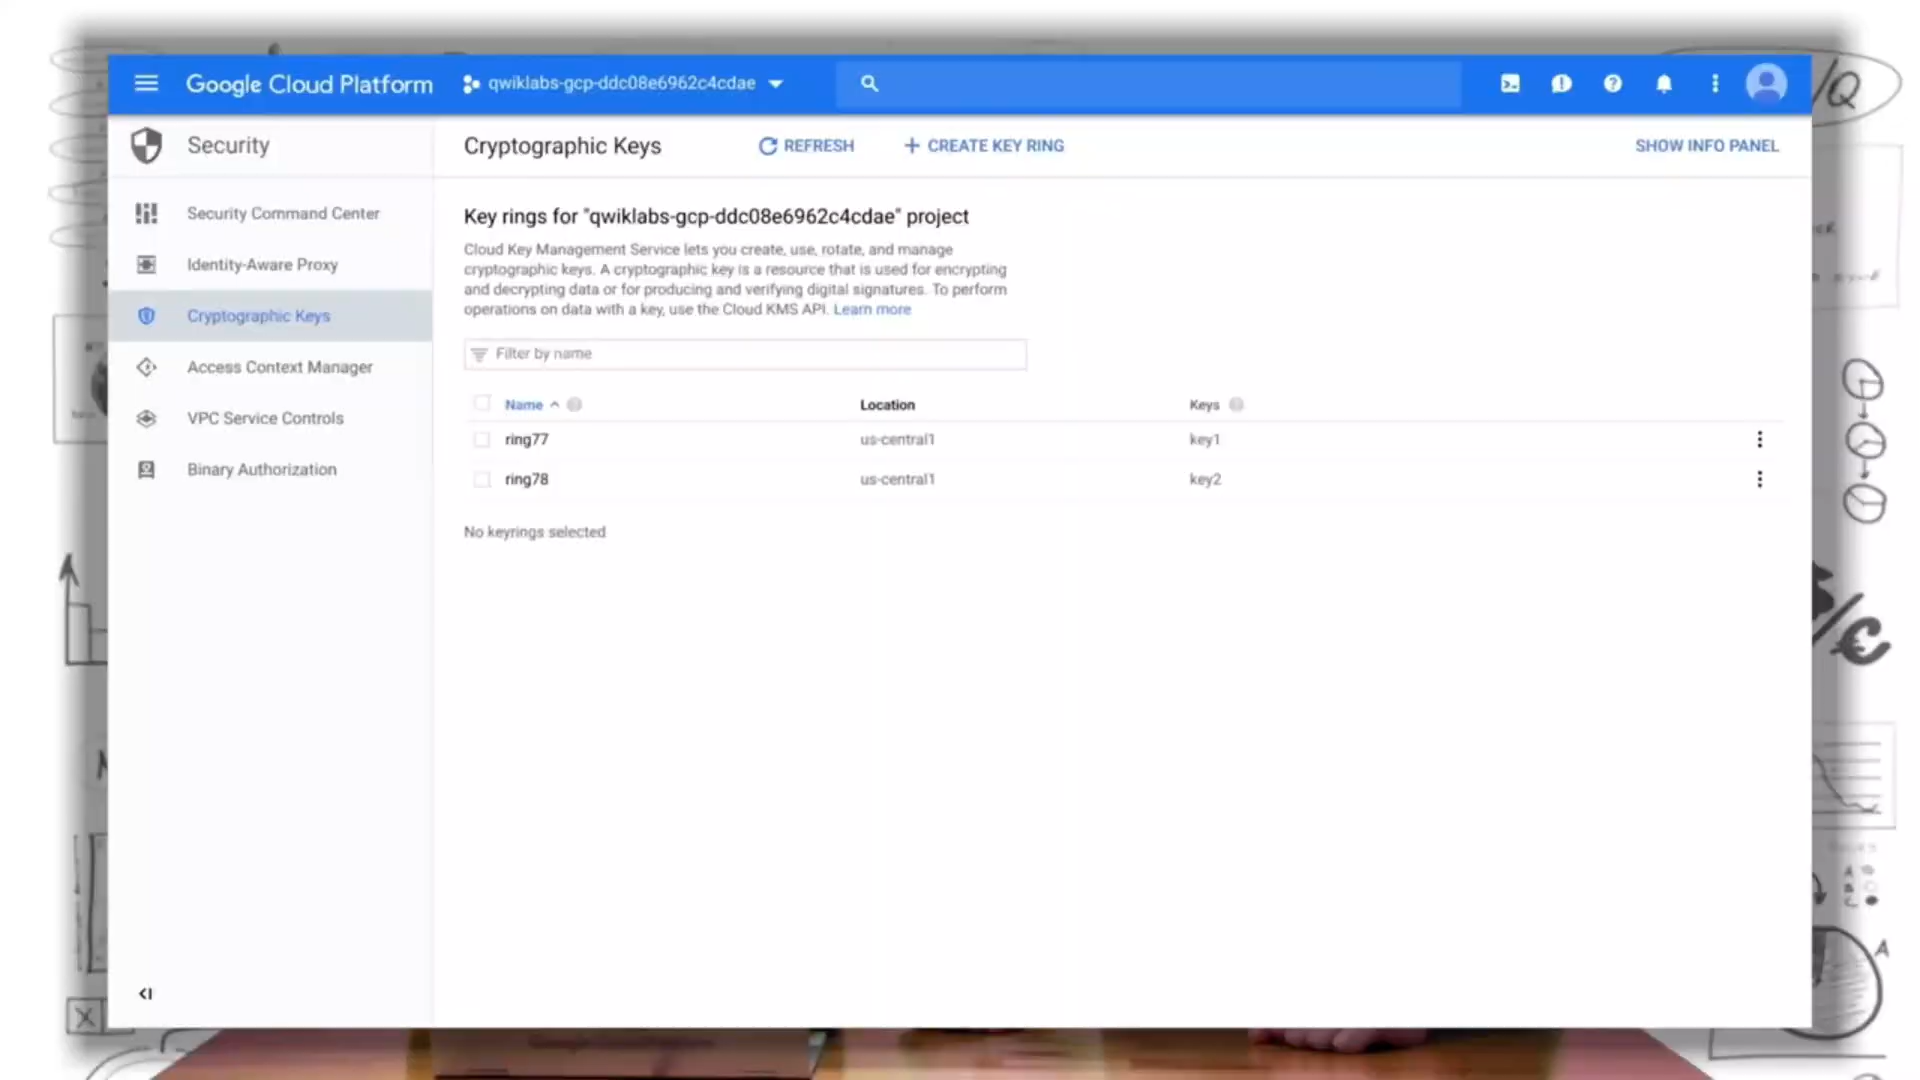 Google Cloud Platform qwiklabs-gcp-ddc08e6962c4cdae
Security
Cryptographic Keys REFRESH + CREATE KEY RING SHOW INFO PANEL
Security Command Center
Identity-Aware Proxy
Cryptographic Keys
Access Context Manager
VPC Service Controls
Binary Authorization
Key rings for "qwiklabs-gcp-ddc08e6962c4cdae" project
Cloud Key Management Service lets you create, use, rotate, and manage
cryptographic keys. A cryptographic key is a resource that is used for encrypting
and decrypting data or for producing and verifying digital signatures. To perform
operations on data with a key, use the Cloud KMS API. Learn more
Filter by name
Name Location Keys
ring77 us-central1 key1
ring78 us-central1 key2
No keyrings selected